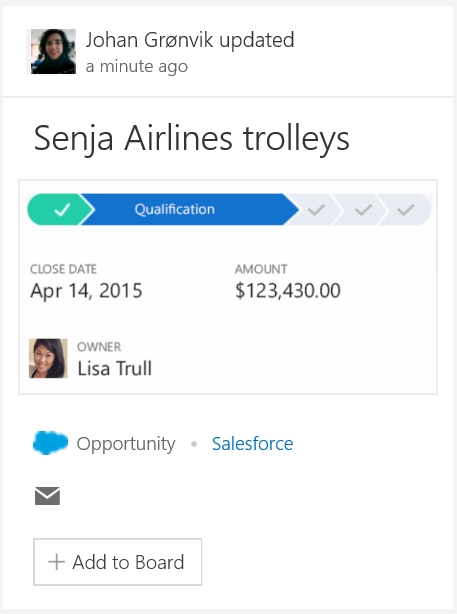 Johan Grønvik updated
a minute ago
Senja Airlines trolleys
Qualification
CLOSE DATE
Apr 14, 2015
AMOUNT
$123,430.00
OWNER
Lisa Trull
Opportunity • Salesforce
+ Add to Board